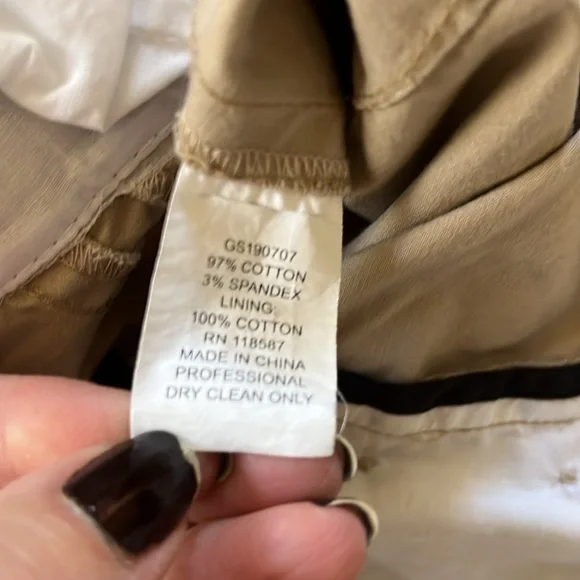 GS190707
97% COTTON
3% SPANDEX
LINING:
100% COTTON
RN 118587
MADE IN CHINA
PROFESSIONAL
DRY CLEAN ONLY